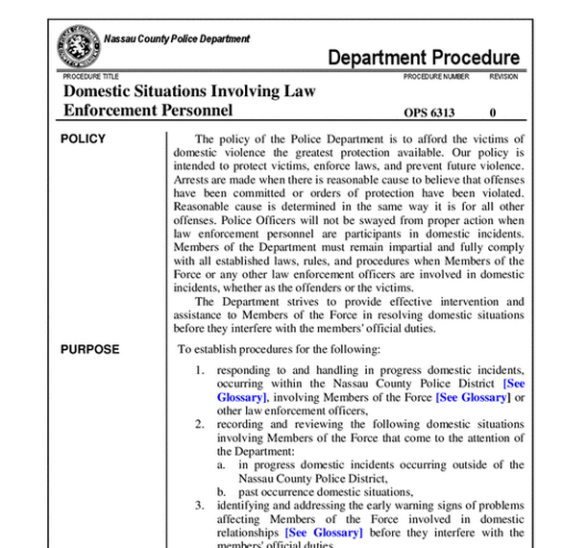 Nassau County Police Department
Department Procedure
PROCEDURE TITLE PROCEDURE NUMBER REVISION
Domestic Situations Involving Law
Enforcement Personnel OPS 6313 0
POLICY The policy of the Police Department is to afford the victims of
domestic violence the greatest protection available. Our policy is
intended to protect victims, enforce laws, and prevent future violence.
Arrests are made when there is reasonable cause to believe that offenses
have been committed or orders of protection have been violated.
Reasonable cause is determined in the same way it is for all other
offenses. Police Officers will not be swayed from proper action when
law enforcement personnel are participants in domestic incidents.
Members of the Department must remain impartial and fully comply
with all established laws, rules, and procedures when Members of the
Force or any other law enforcement officers are involved in domestic
incidents, whether as the offenders or the victims.
The Department strives to provide effective intervention and
assistance to Members of the Force in resolving domestic situations
before they interfere with the members' official duties.
PURPOSE To establish procedures for the following:
1. responding to and handling in progress domestic incidents,
occurring within the Nassau County Police District [See
Glossary], involving Members of the Force [See Glossary] or
other law enforcement officers,
2. recording and reviewing the following domestic situations
involving Members of the Force that come to the attention of
the Department:
a. in progress domestic incidents occurring outside of the
Nassau County Police District,
b. past occurrence domestic situations,
3. identifying and addressing the early warning signs of problems
affecting Members of the Force involved in domestic
relationships [See Glossary] before they interfere with the
members' official duties